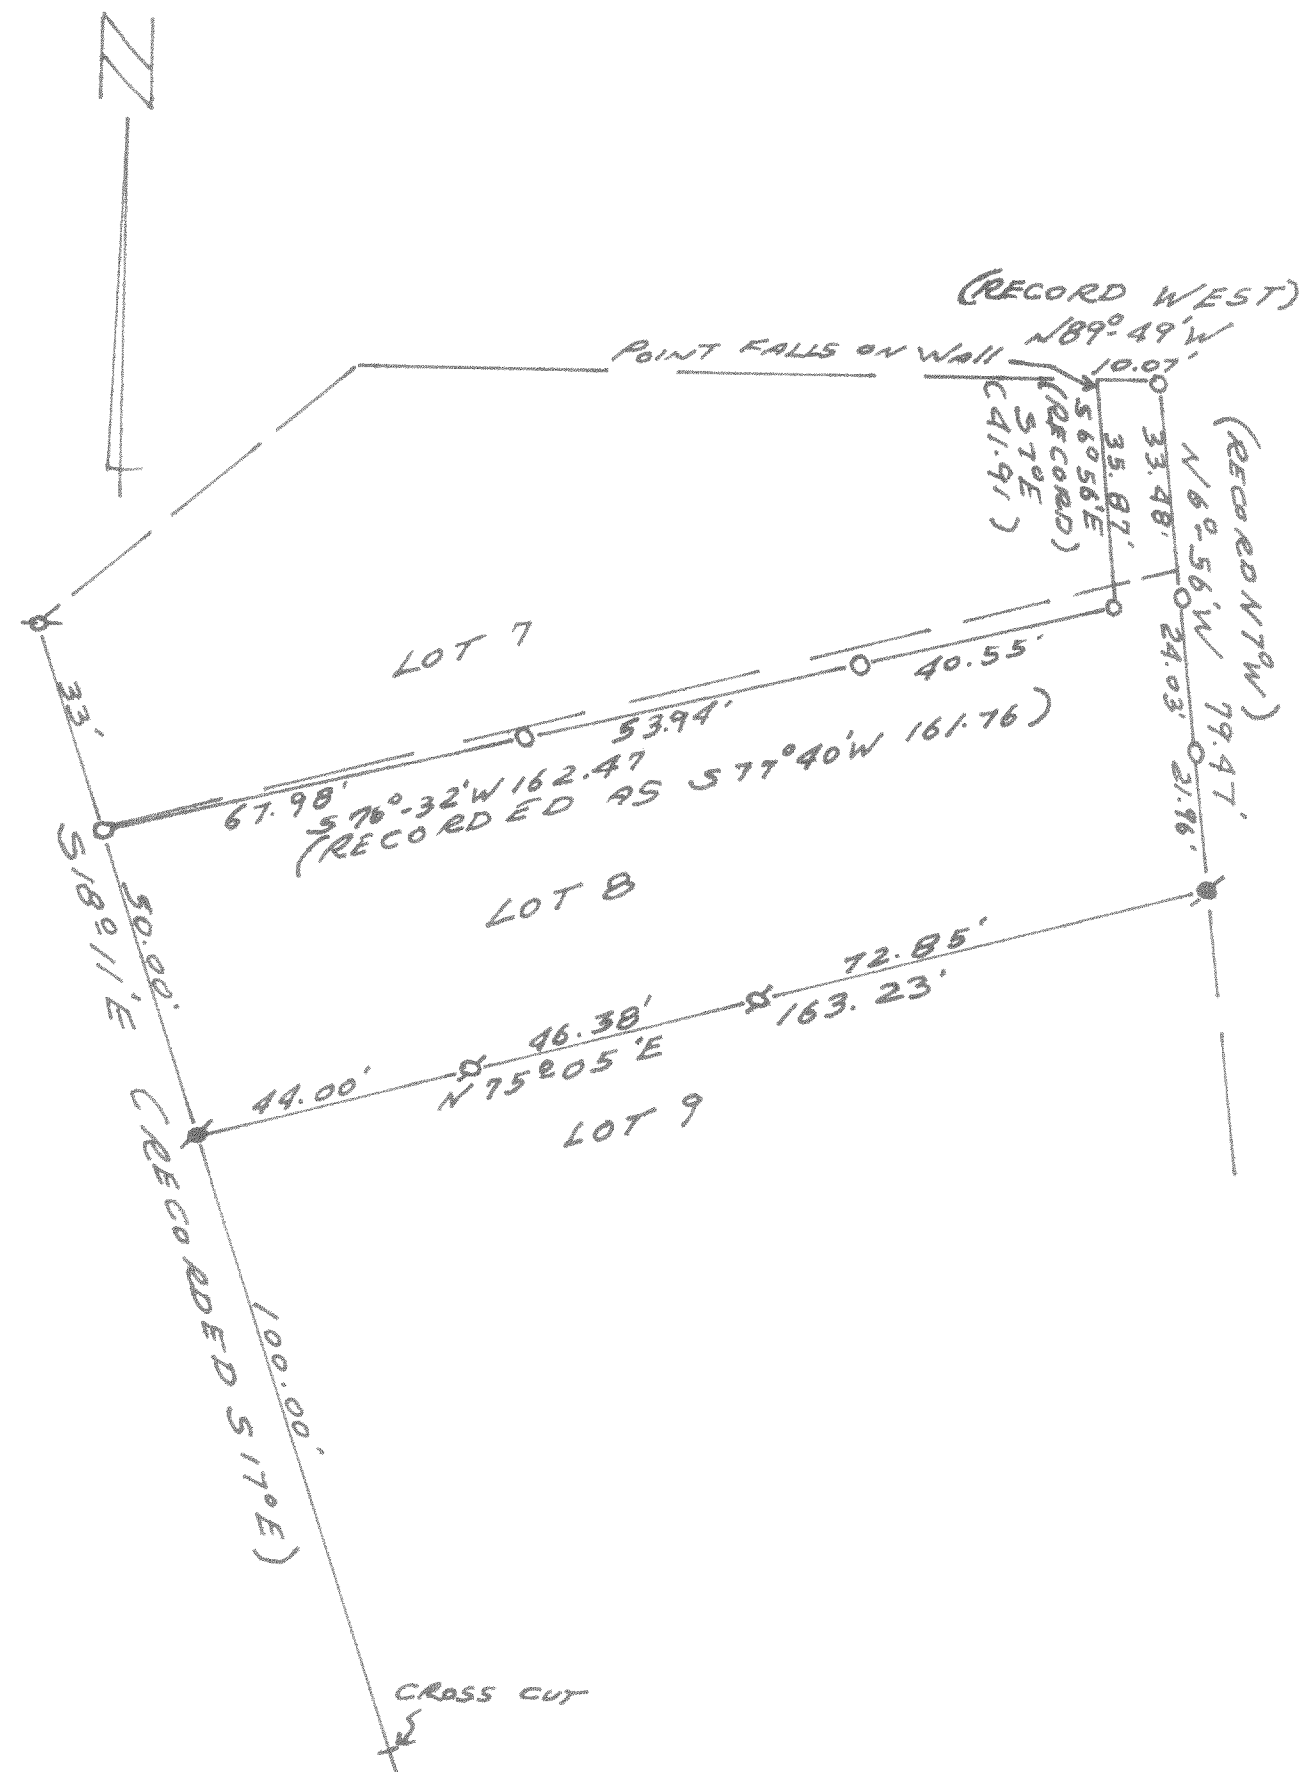 N
(RECORD WEST)
N89°-49'W
10.07'
POINT FALLS ON WALL
S6°56'E
35.87'
(RECORD)
S7°E
(41.91)
33.48'
N6°-56'W 79.47'
(RECORD N7°W)
24.03'
21.96'
33'
LOT 7
40.55'
53.94'
67.98'
S76°-32'W 162.47
(RECORDED AS S77°40'W 161.76)
S18°11'E (RECORDED S17°E)
50.00'
LOT 8
72.85'
163.23'
46.38'
N75°05'E
44.00'
LOT 9
100.00'
CROSS CUT